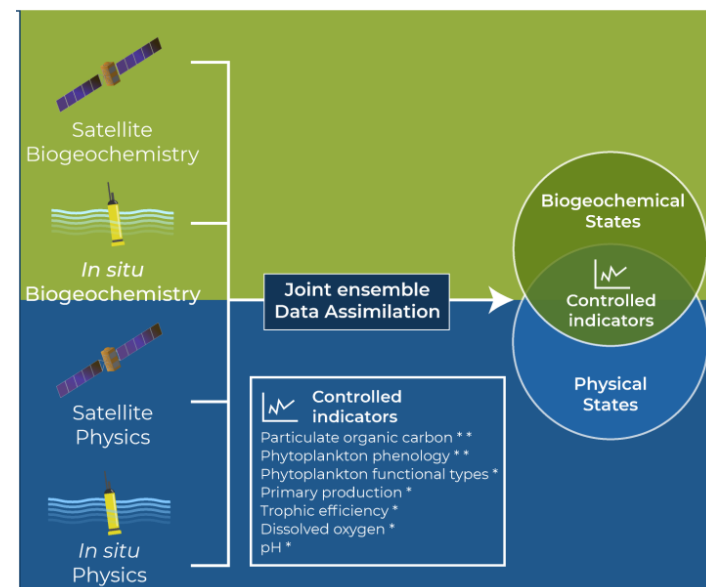 Satellite
Biogeochemistry
In situ
Biogeochemistry
Satellite
Physics
In situ
Physics
Joint ensemble
Data Assimilation
Controlled
indicators
Particulate organic carbon * *
Phytoplankton phenology * *
Phytoplankton functional types *
Primary production *
Trophic efficiency *
Dissolved oxygen *
pH *
Biogeochemical
States
Controlled
indicators
Physical
States